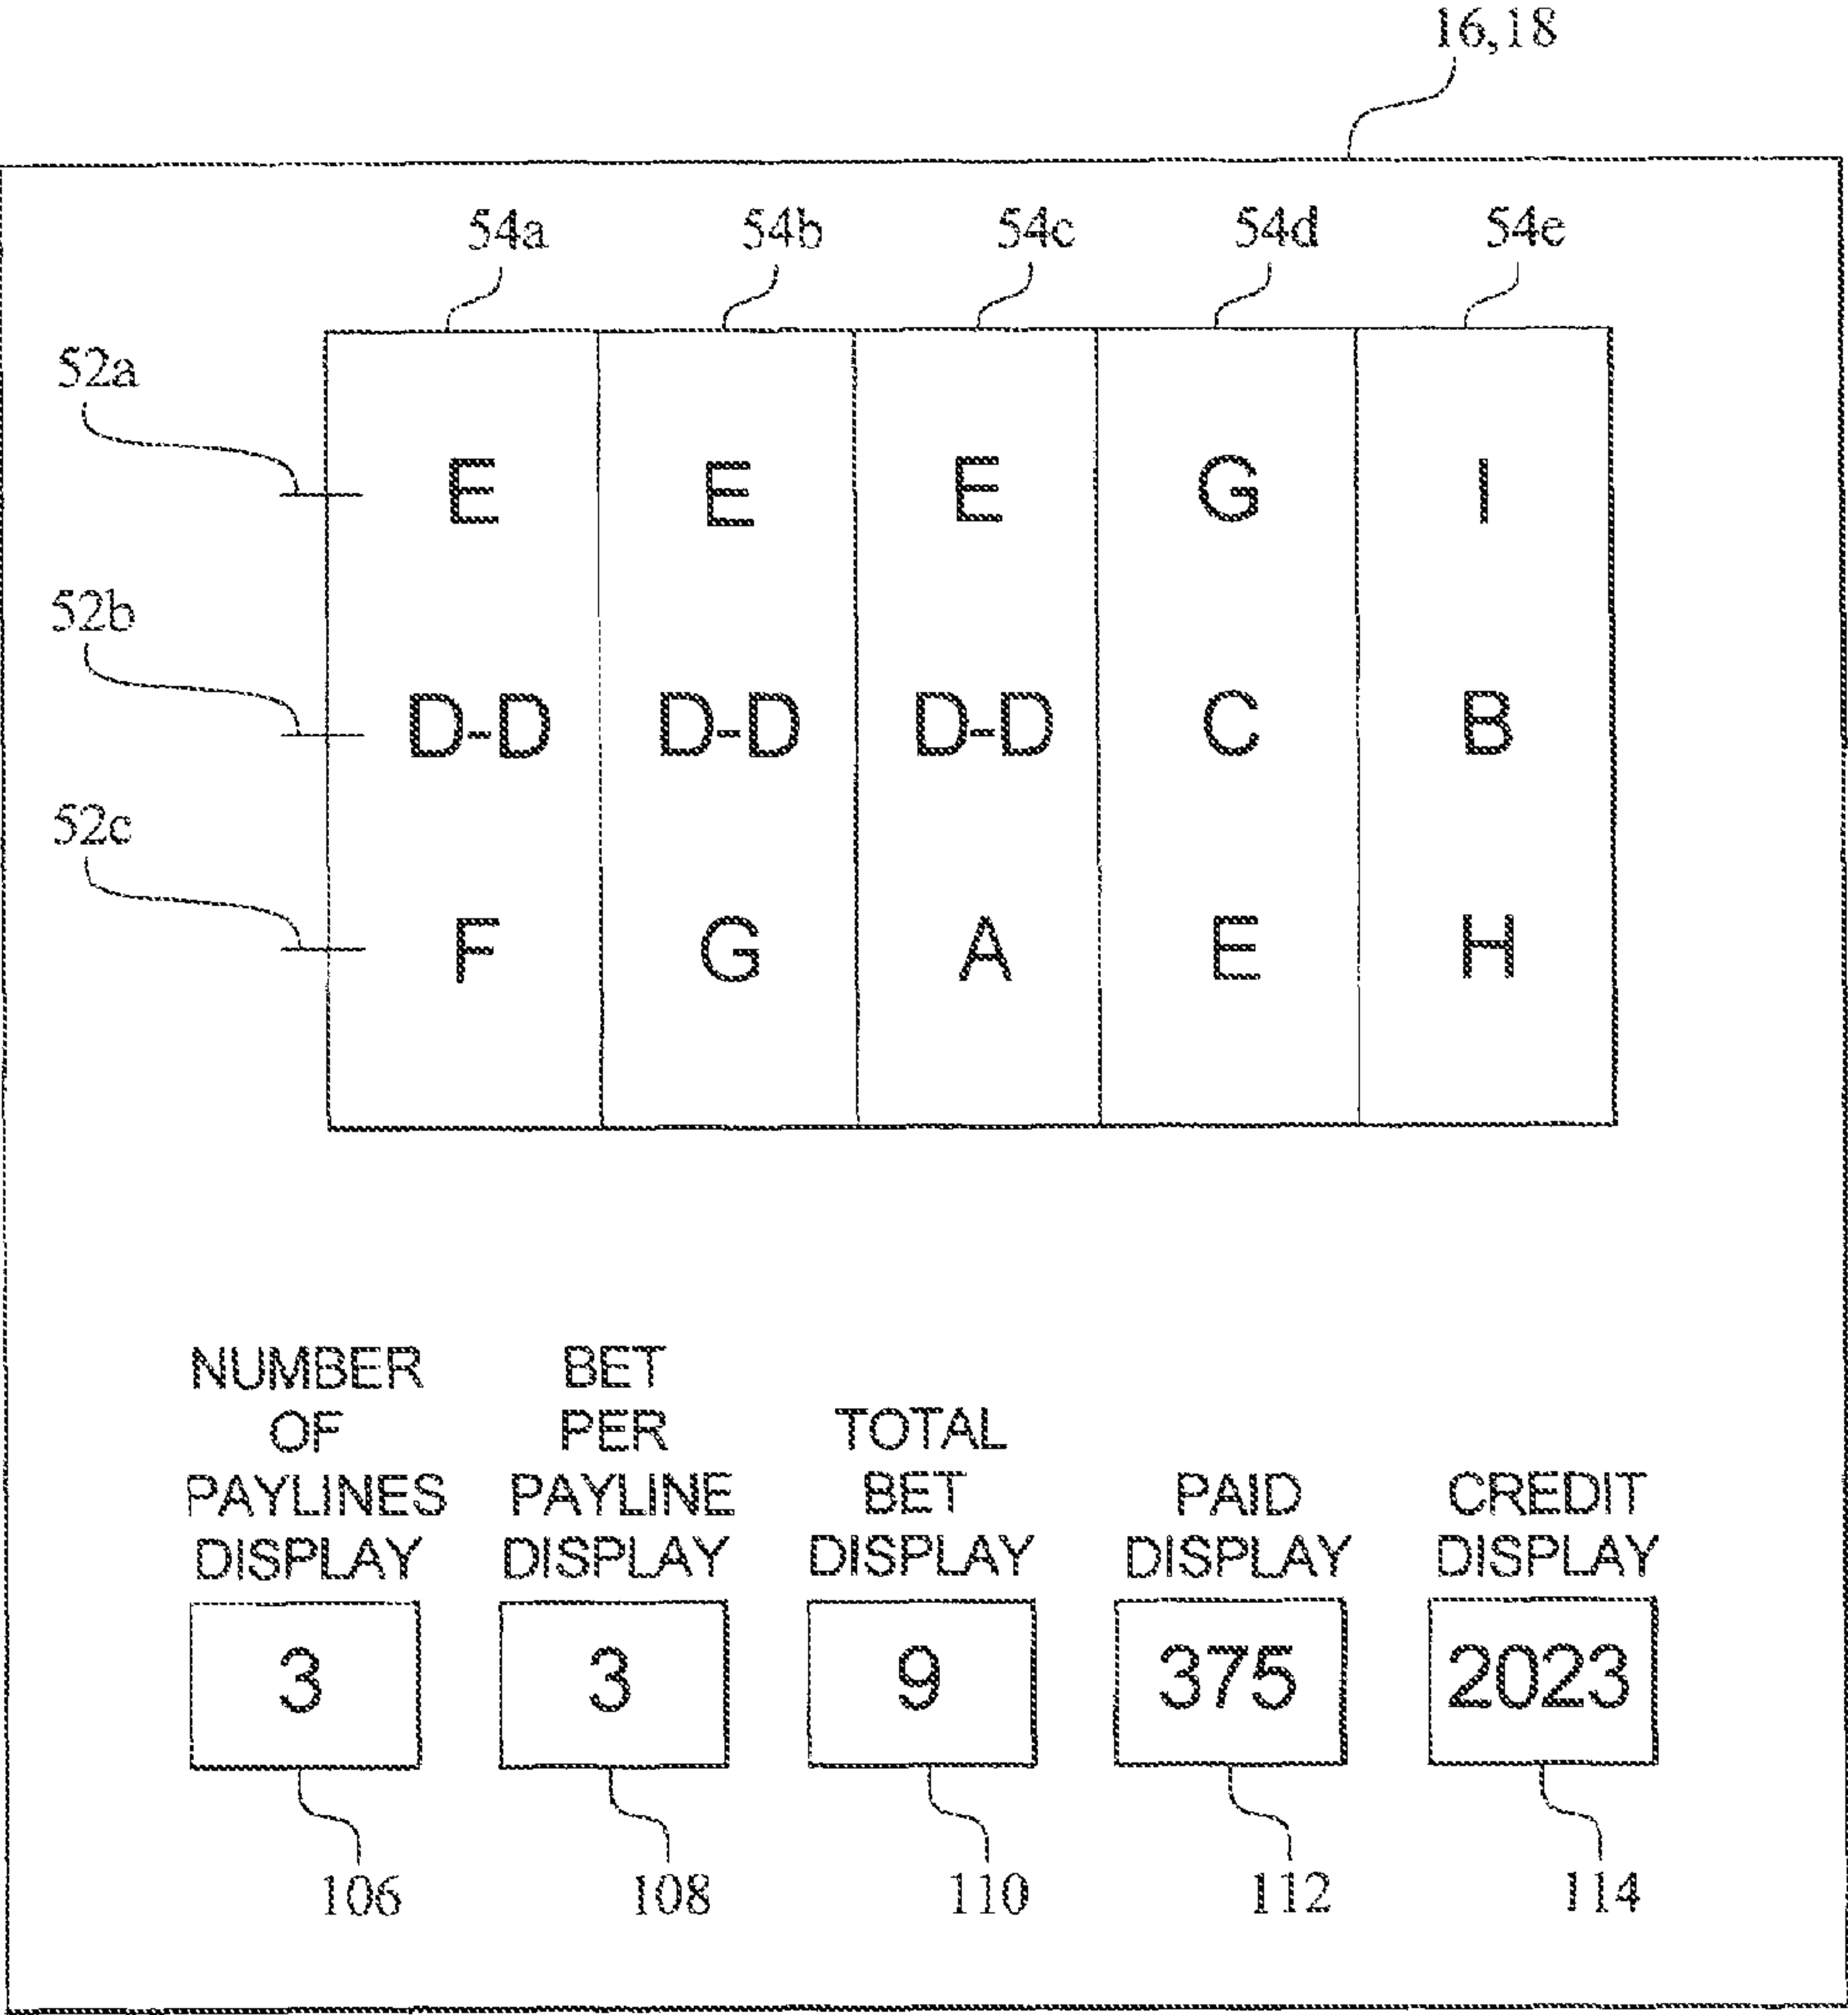 16,18
54a 54b 54c 54d 54e
52a
E E E G I
52b
D-D D-D D-D C B
52c
F G A E H
NUMBER OF PAYLINES DISPLAY
BET PER PAYLINE DISPLAY
TOTAL BET DISPLAY
PAID DISPLAY
CREDIT DISPLAY
3 3 9 375 2023
106 108 110 112 114